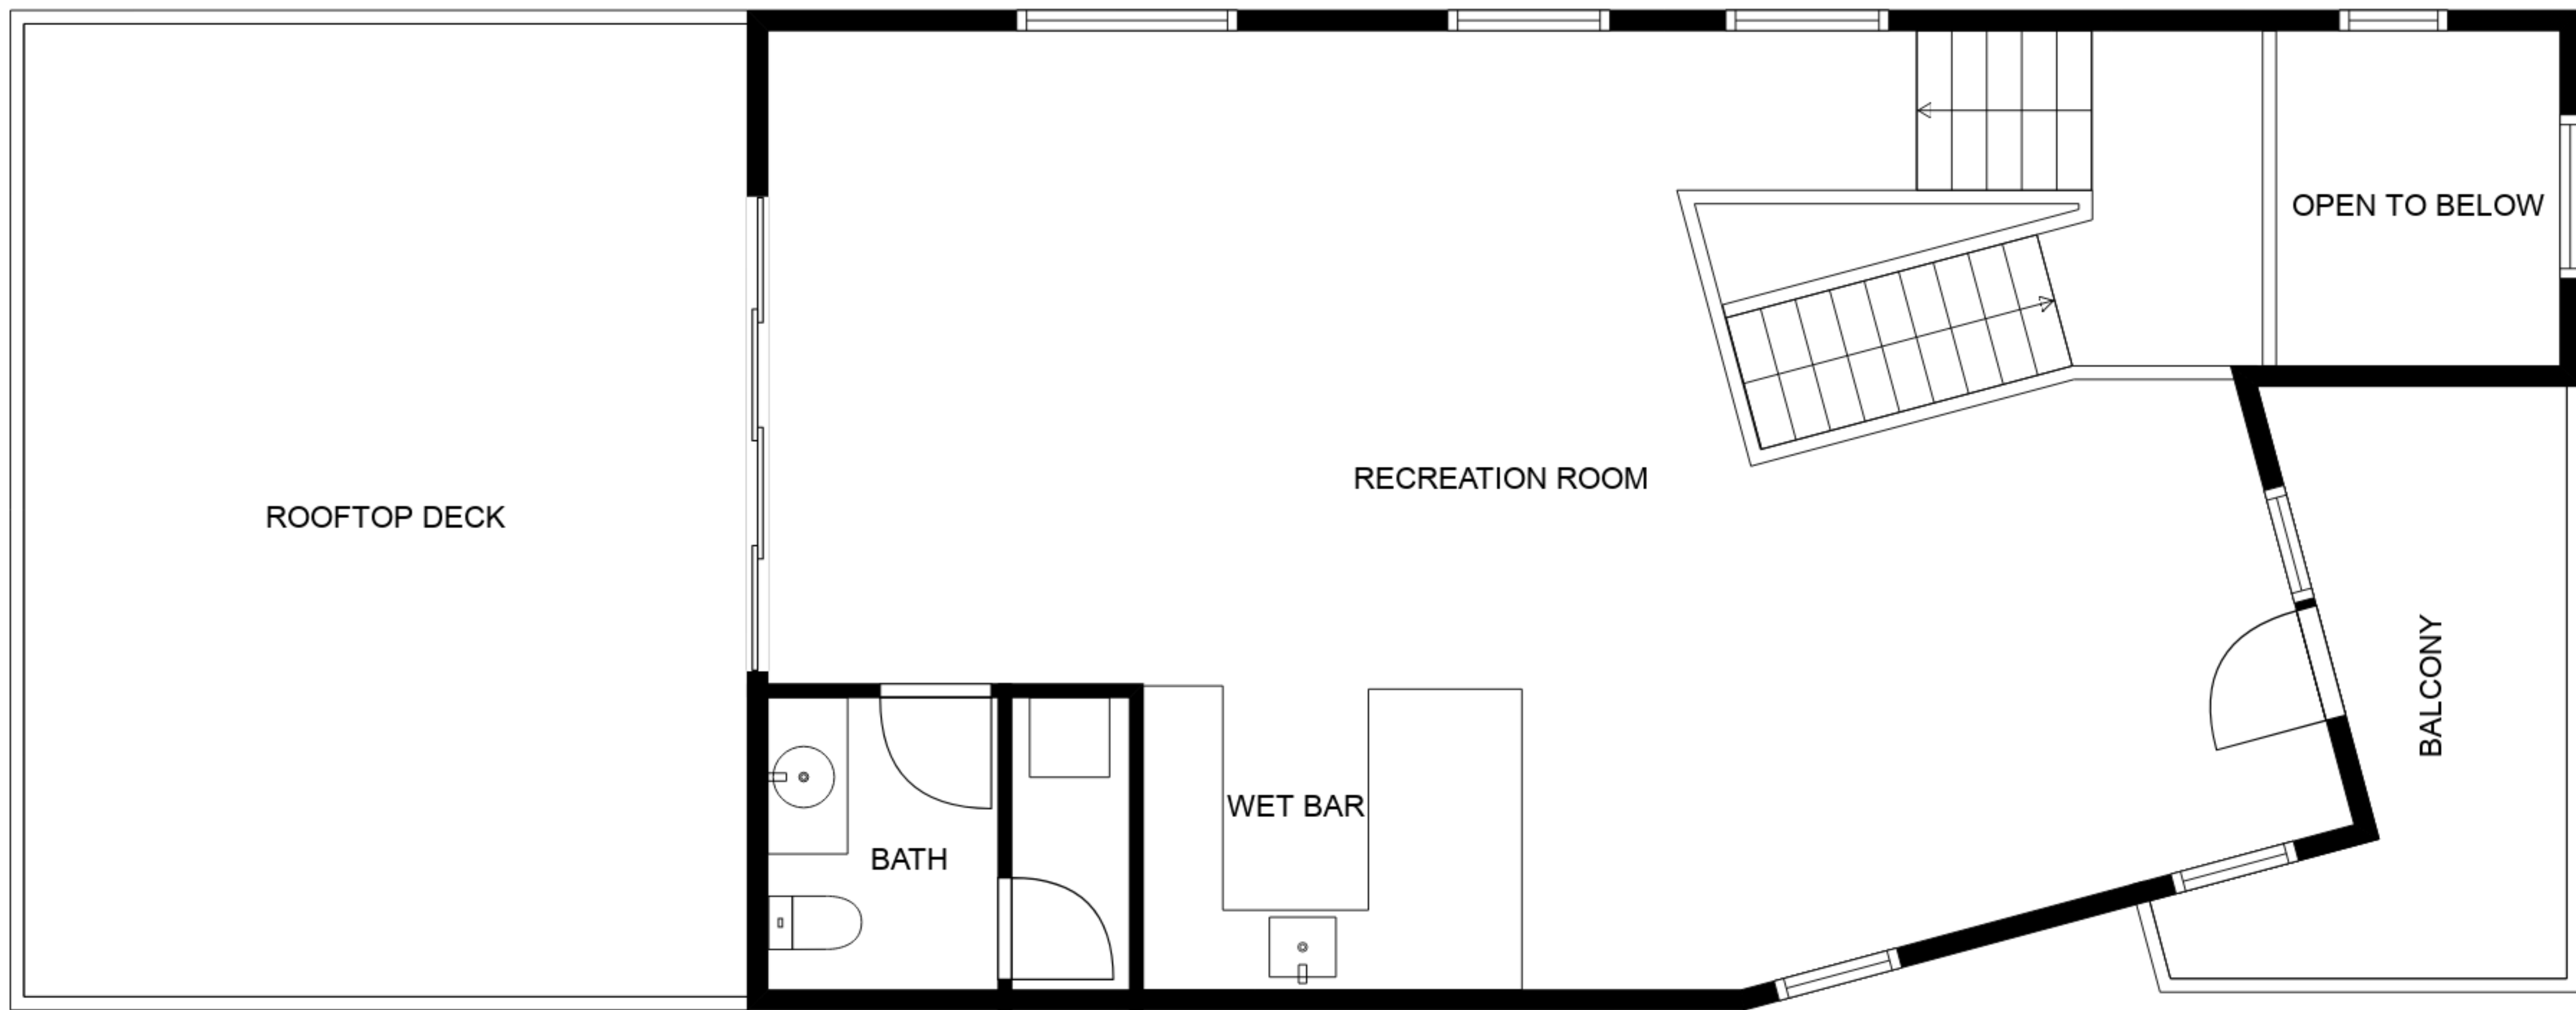 OPEN TO BELOW
RECREATION ROOM
ROOFTOP DECK
BALCONY
WET BAR
BATH